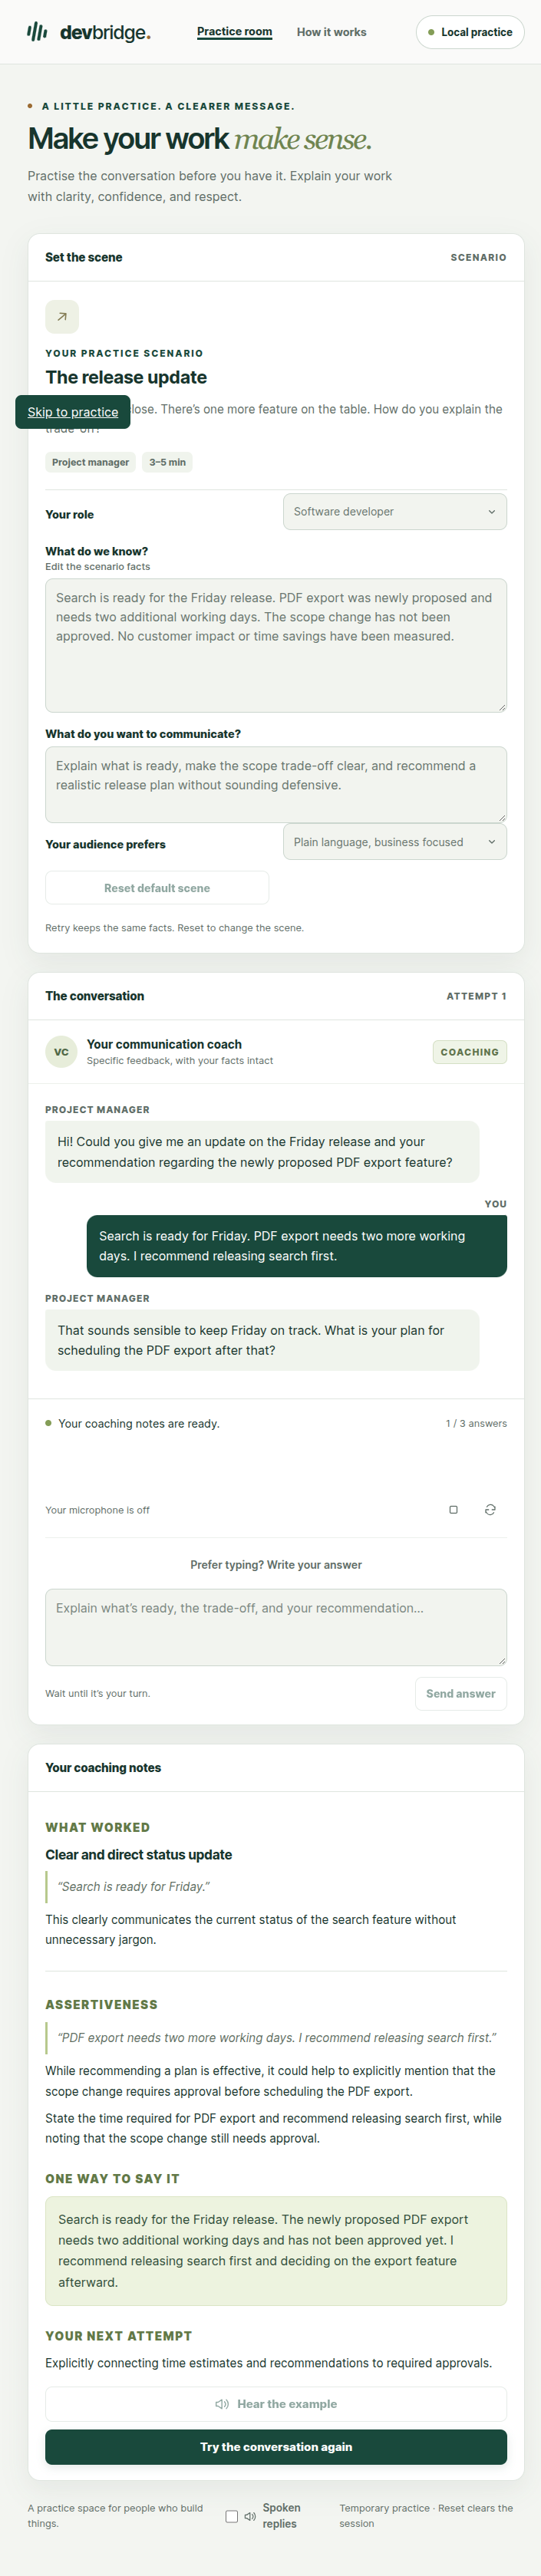 devbridge.
Practice room
How it works
Local practice
A LITTLE PRACTICE. A CLEARER MESSAGE.
Make your work make sense.
Practise the conversation before you have it. Explain your work
with clarity, confidence, and respect.
Set the scene
SCENARIO
YOUR PRACTICE SCENARIO
The release update
Skip to practice
lose. There’s one more feature on the table. How do you explain the
Project manager
3–5 min
Your role
Software developer
What do we know?
Edit the scenario facts
Search is ready for the Friday release. PDF export was newly proposed and
needs two additional working days. The scope change has not been
approved. No customer impact or time savings have been measured.
What do you want to communicate?
Explain what is ready, make the scope trade-off clear, and recommend a
realistic release plan without sounding defensive.
Your audience prefers
Plain language, business focused
Reset default scene
Retry keeps the same facts. Reset to change the scene.
The conversation
ATTEMPT 1
VC
Your communication coach
Specific feedback, with your facts intact
COACHING
PROJECT MANAGER
Hi! Could you give me an update on the Friday release and your
recommendation regarding the newly proposed PDF export feature?
YOU
Search is ready for Friday. PDF export needs two more working
days. I recommend releasing search first.
PROJECT MANAGER
That sounds sensible to keep Friday on track. What is your plan for
scheduling the PDF export after that?
Your coaching notes are ready.
1 / 3 answers
Your microphone is off
Prefer typing? Write your answer
Explain what’s ready, the trade-off, and your recommendation...
Wait until it’s your turn.
Send answer
Your coaching notes
WHAT WORKED
Clear and direct status update
“Search is ready for Friday.”
This clearly communicates the current status of the search feature without
unnecessary jargon.
ASSERTIVENESS
“PDF export needs two more working days. I recommend releasing search first.”
While recommending a plan is effective, it could help to explicitly mention that the
scope change requires approval before scheduling the PDF export.
State the time required for PDF export and recommend releasing search first, while
noting that the scope change still needs approval.
ONE WAY TO SAY IT
Search is ready for the Friday release. The newly proposed PDF export
needs two additional working days and has not been approved yet. I
recommend releasing search first and deciding on the export feature
afterward.
YOUR NEXT ATTEMPT
Explicitly connecting time estimates and recommendations to required approvals.
Hear the example
Try the conversation again
A practice space for people who build
things.
Spoken
replies
Temporary practice · Reset clears the
session